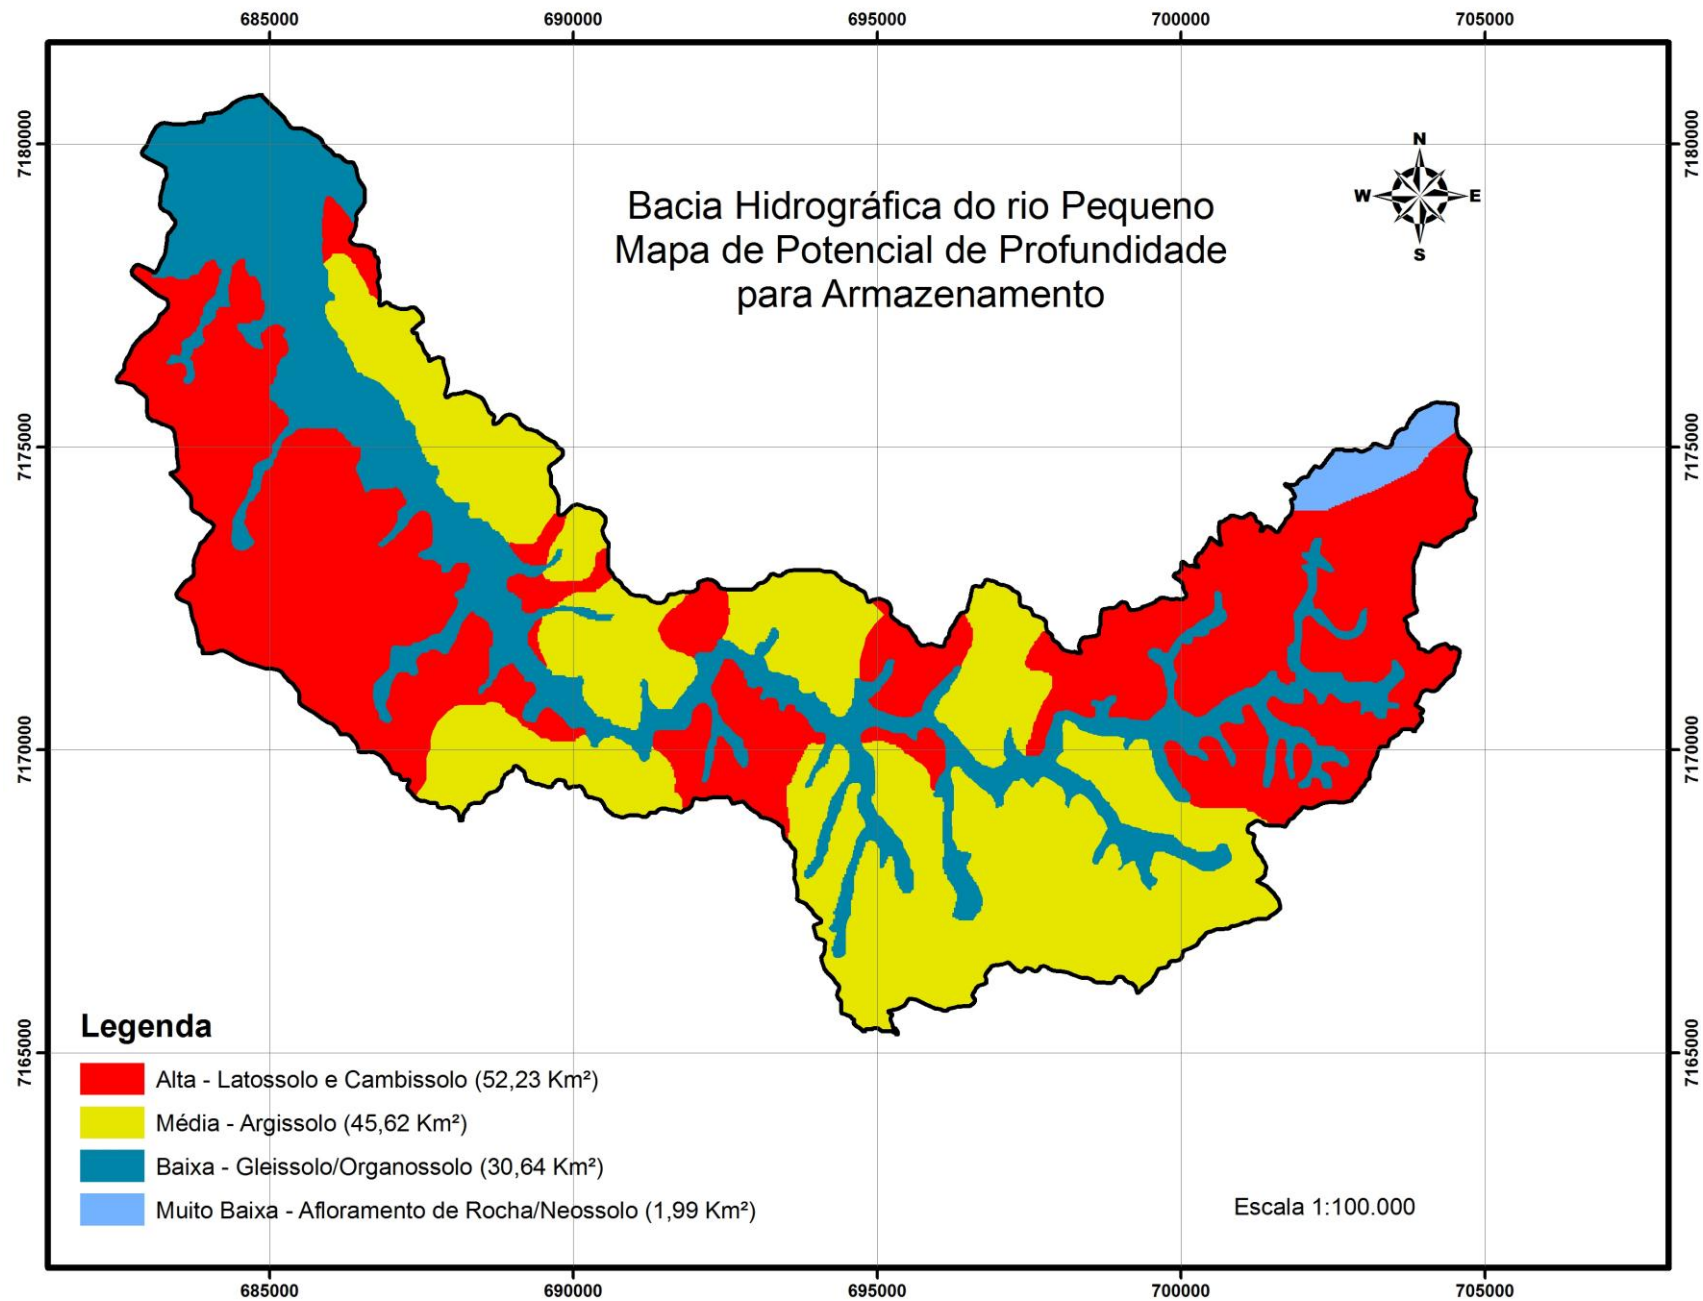 685000 690000 695000 700000 705000
7180000 7180000
N
W E
S
Bacia Hidrográfica do rio Pequeno
Mapa de Potencial de Profundidade
para Armazenamento
7175000 7175000
7170000 7170000
7165000 7165000
Legenda
Alta - Latossolo e Cambissolo (52,23 Km²)
Média - Argissolo (45,62 Km²)
Baixa - Gleissolo/Organossolo (30,64 Km²)
Muito Baixa - Afloramento de Rocha/Neossolo (1,99 Km²)
Escala 1:100.000
685000 690000 695000 700000 705000